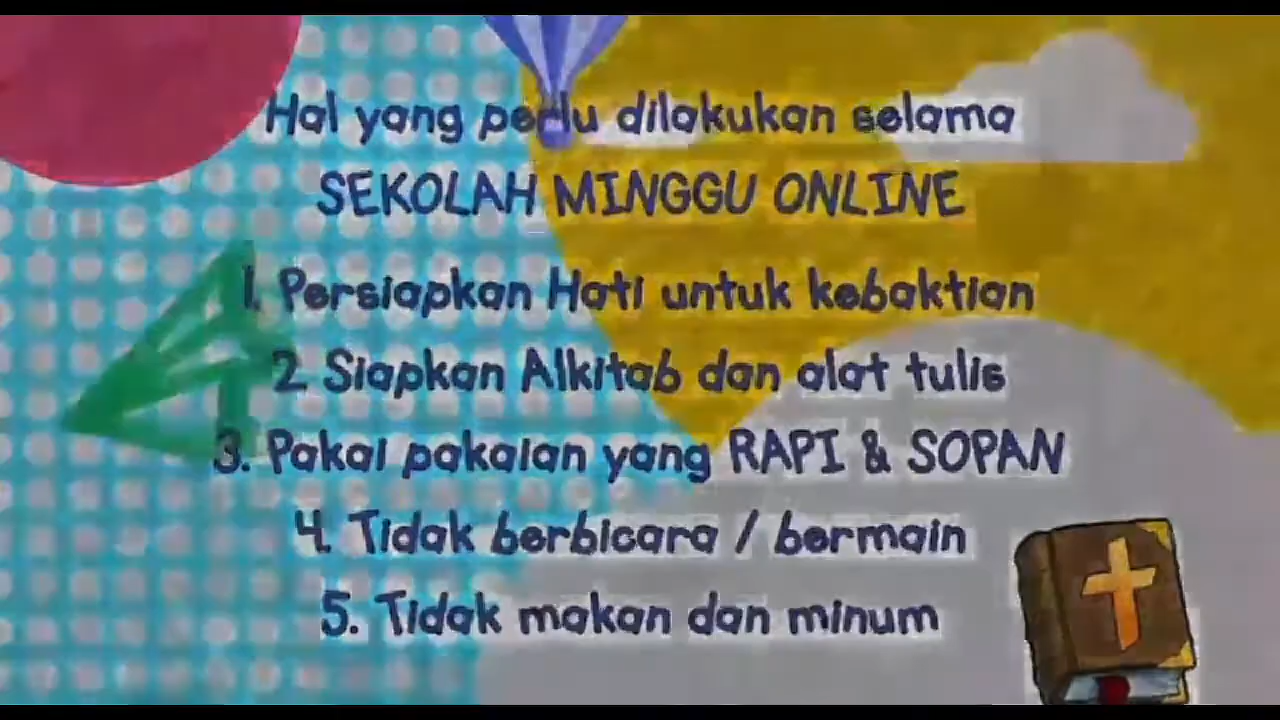 Hal yang perlu dilakukan selama
SEKOLAH MINGGU ONLINE
1. Persiapkan Hati untuk kebaktian
2. Siapkan Alkitab dan alat tulis
3. Pakai pakaian yang RAPI & SOPAN
4. Tidak berbicara / bermain
5. Tidak makan dan minum